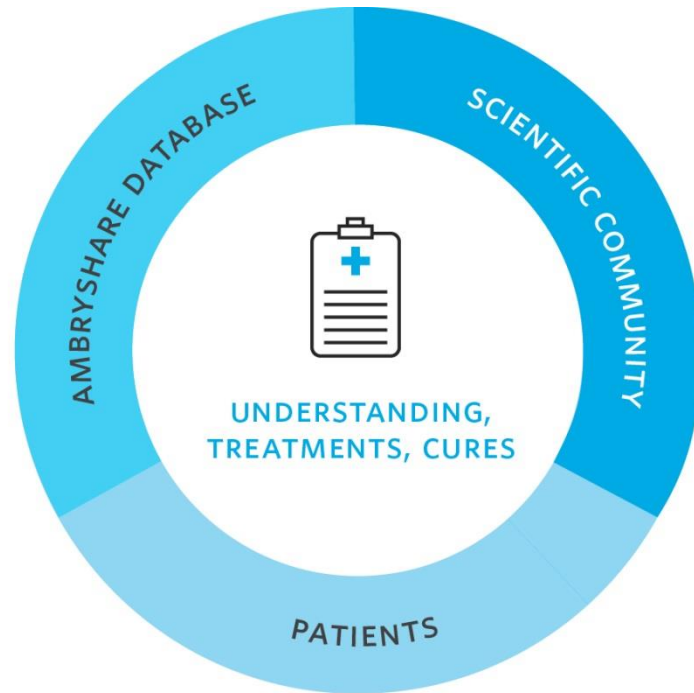 AMBRYSHARE DATABASE
SCIENTIFIC COMMUNITY
UNDERSTANDING,
TREATMENTS, CURES
PATIENTS